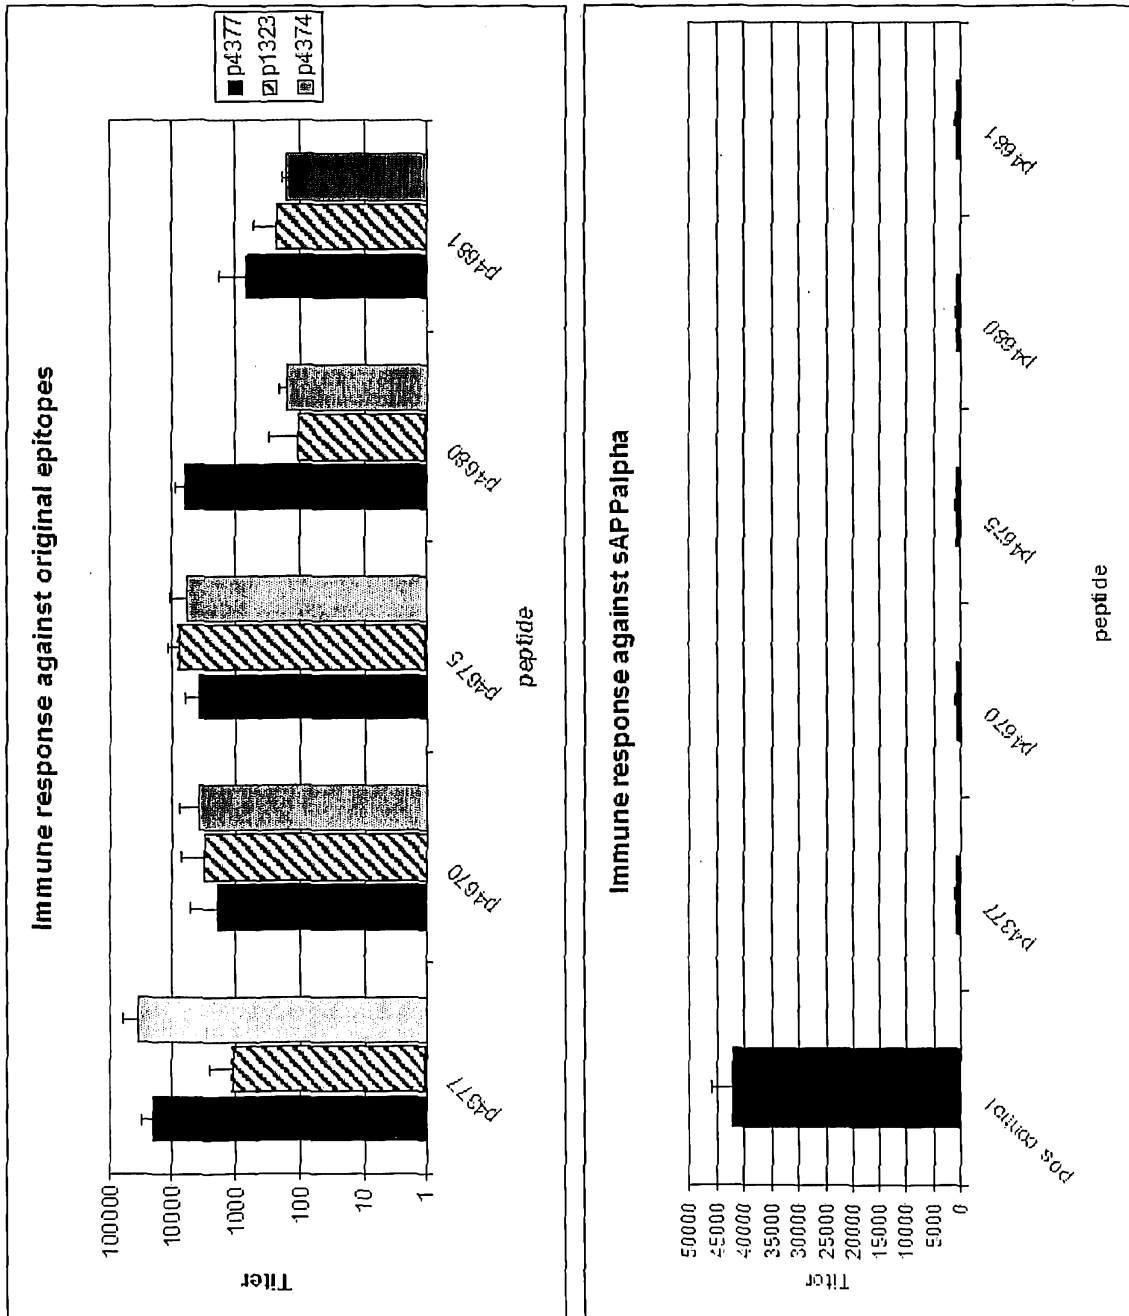 Immune response against original epitopes
p4377
p1323
p4374
Titer
100000
10000
1000
100
10
1
p4377
p4670
p4675
p4680
p4681
peptide
Immune response against sAPPalpha
Titor
50000
45000
40000
35000
30000
25000
20000
15000
10000
5000
0
pos control
p4377
p4670
p4675
p4680
p4681
peptide